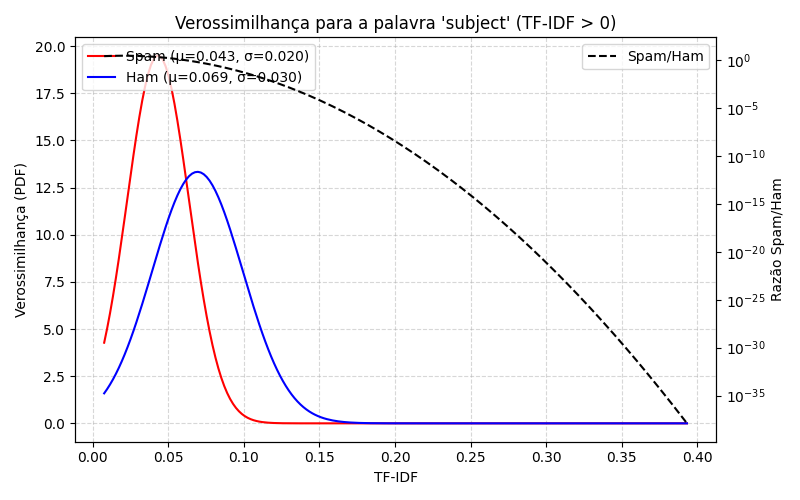 Verossimilhança para a palavra 'subject' (TF-IDF > 0)
Spam (μ=0.043, σ=0.020)
Ham (μ=0.069, σ=0.030)
Spam/Ham
Verossimilhança (PDF)
20.0
17.5
15.0
12.5
10.0
7.5
5.0
2.5
0.0
10⁰
10⁻⁵
10⁻¹⁰
10⁻¹⁵
10⁻²⁰
10⁻²⁵
10⁻³⁰
10⁻³⁵
Razão Spam/Ham
0.00 0.05 0.10 0.15 0.20 0.25 0.30 0.35 0.40
TF-IDF